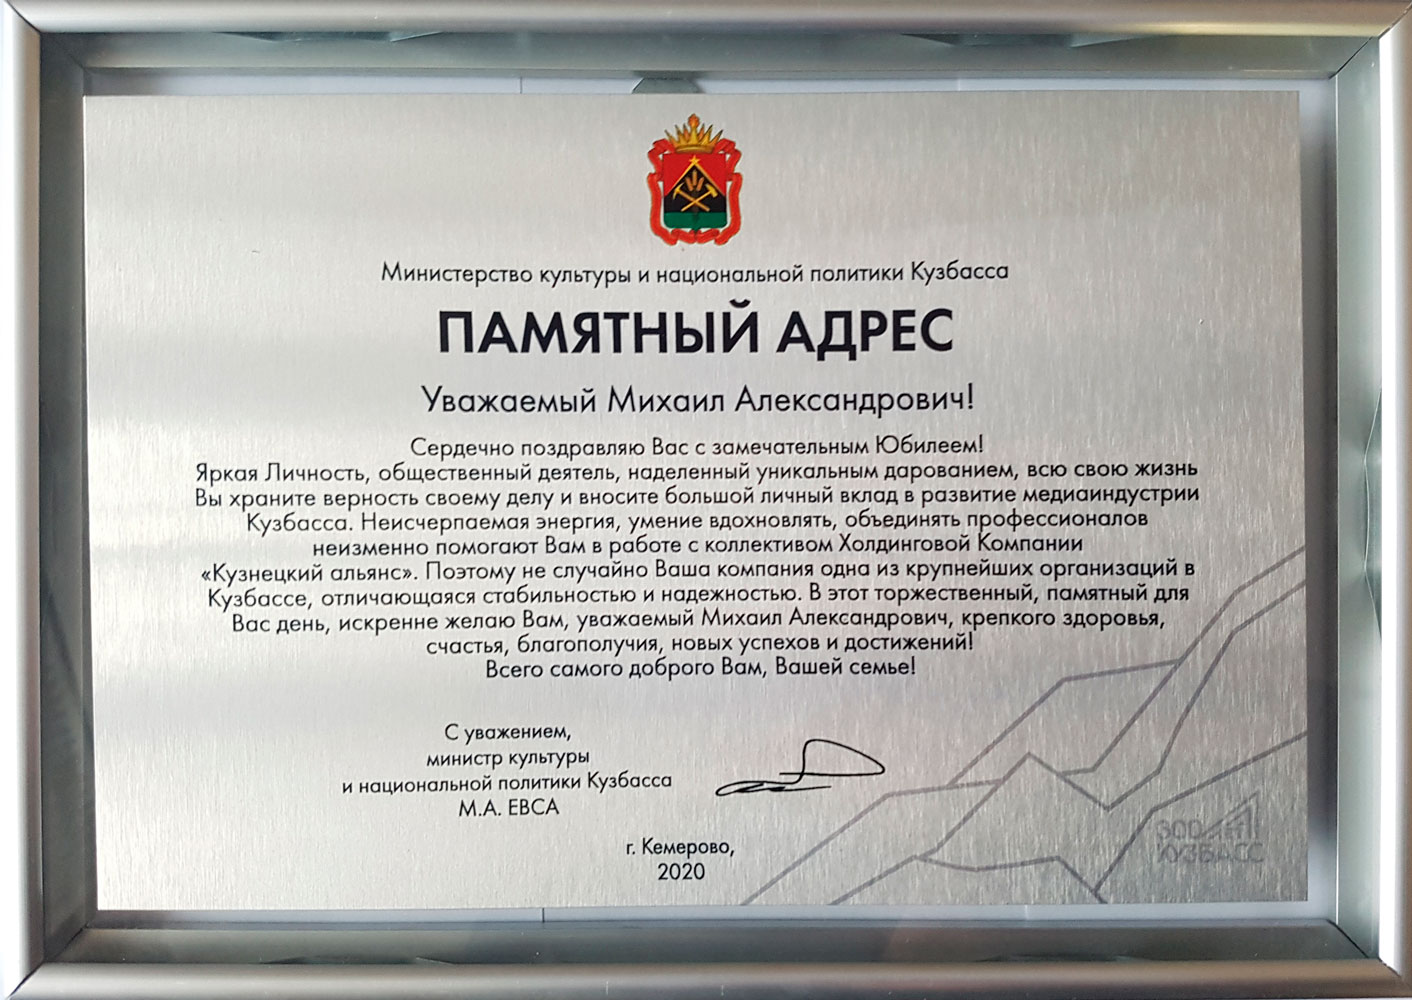 Министерство культуры и национальной политики Кузбасса
ПАМЯТНЫЙ АДРЕС
Уважаемый Михаил Александрович!
Сердечно поздравляю Вас с замечательным Юбилеем!
Яркая Личность, общественный деятель, наделенный уникальным дарованием, всю свою жизнь
Вы храните верность своему делу и вносите большой личный вклад в развитие медиаиндустрии
Кузбасса. Неисчерпаемая энергия, умение вдохновлять, объединять профессионалов
неизменно помогают Вам в работе с коллективом Холдинговой Компании
«Кузнецкий альянс». Поэтому не случайно Ваша компания одна из крупнейших организаций в
Кузбассе, отличающаяся стабильностью и надежностью. В этот торжественный, памятный для
Вас день, искренне желаю Вам, уважаемый Михаил Александрович, крепкого здоровья,
счастья, благополучия, новых успехов и достижений!
Всего самого доброго Вам, Вашей семье!
С уважением,
министр культуры
и национальной политики Кузбасса
М.А. ЕВСА
г. Кемерово,
2020
300 ЛЕТ
КУЗБАСС